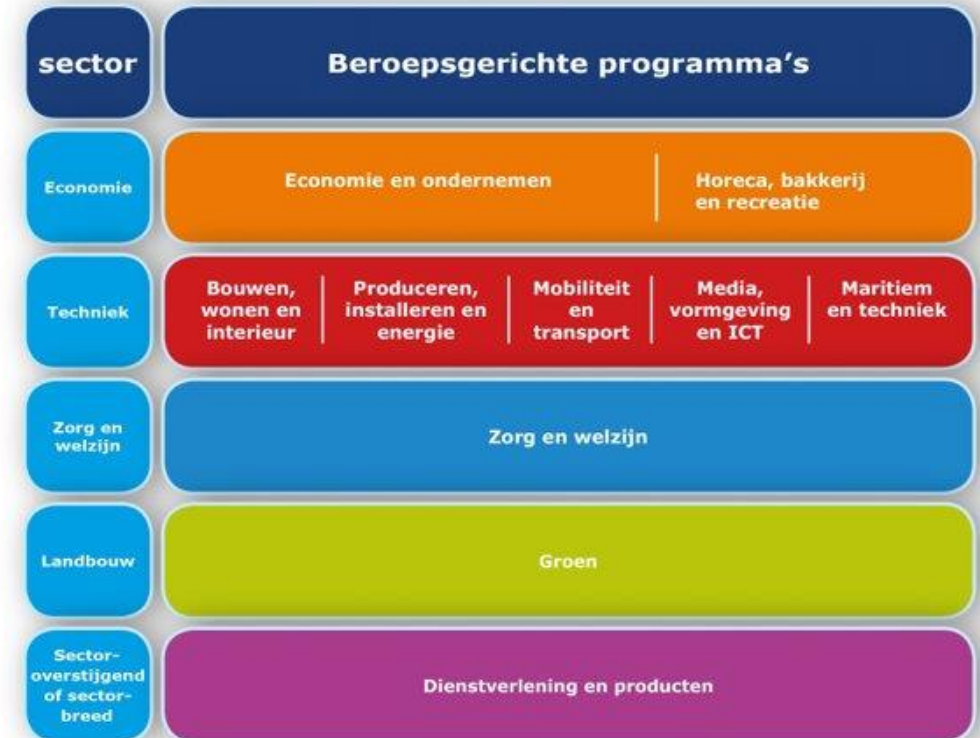 sector
Beroepsgerichte programma's
Economie
Economie en ondernemen
Horeca, bakkerij
en recreatie
Techniek
Bouwen,
wonen en
interieur
Produceren,
installeren en
energie
Mobiliteit
en
transport
Media,
vormgeving
en ICT
Maritiem
en techniek
Zorg en
welzijn
Zorg en welzijn
Landbouw
Groen
Sector-
overstijgend
of sector-
breed
Dienstverlening en producten